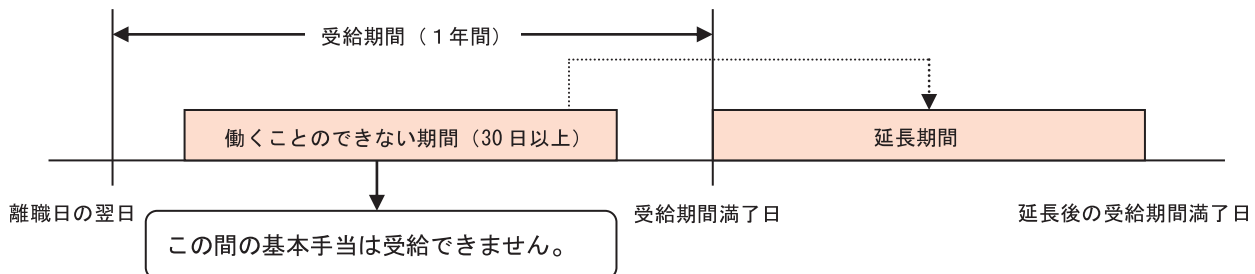 受給期間（１年間）
働くことのできない期間（30日以上）
延長期間
離職日の翌日
受給期間満了日
延長後の受給期間満了日
この間の基本手当は受給できません。